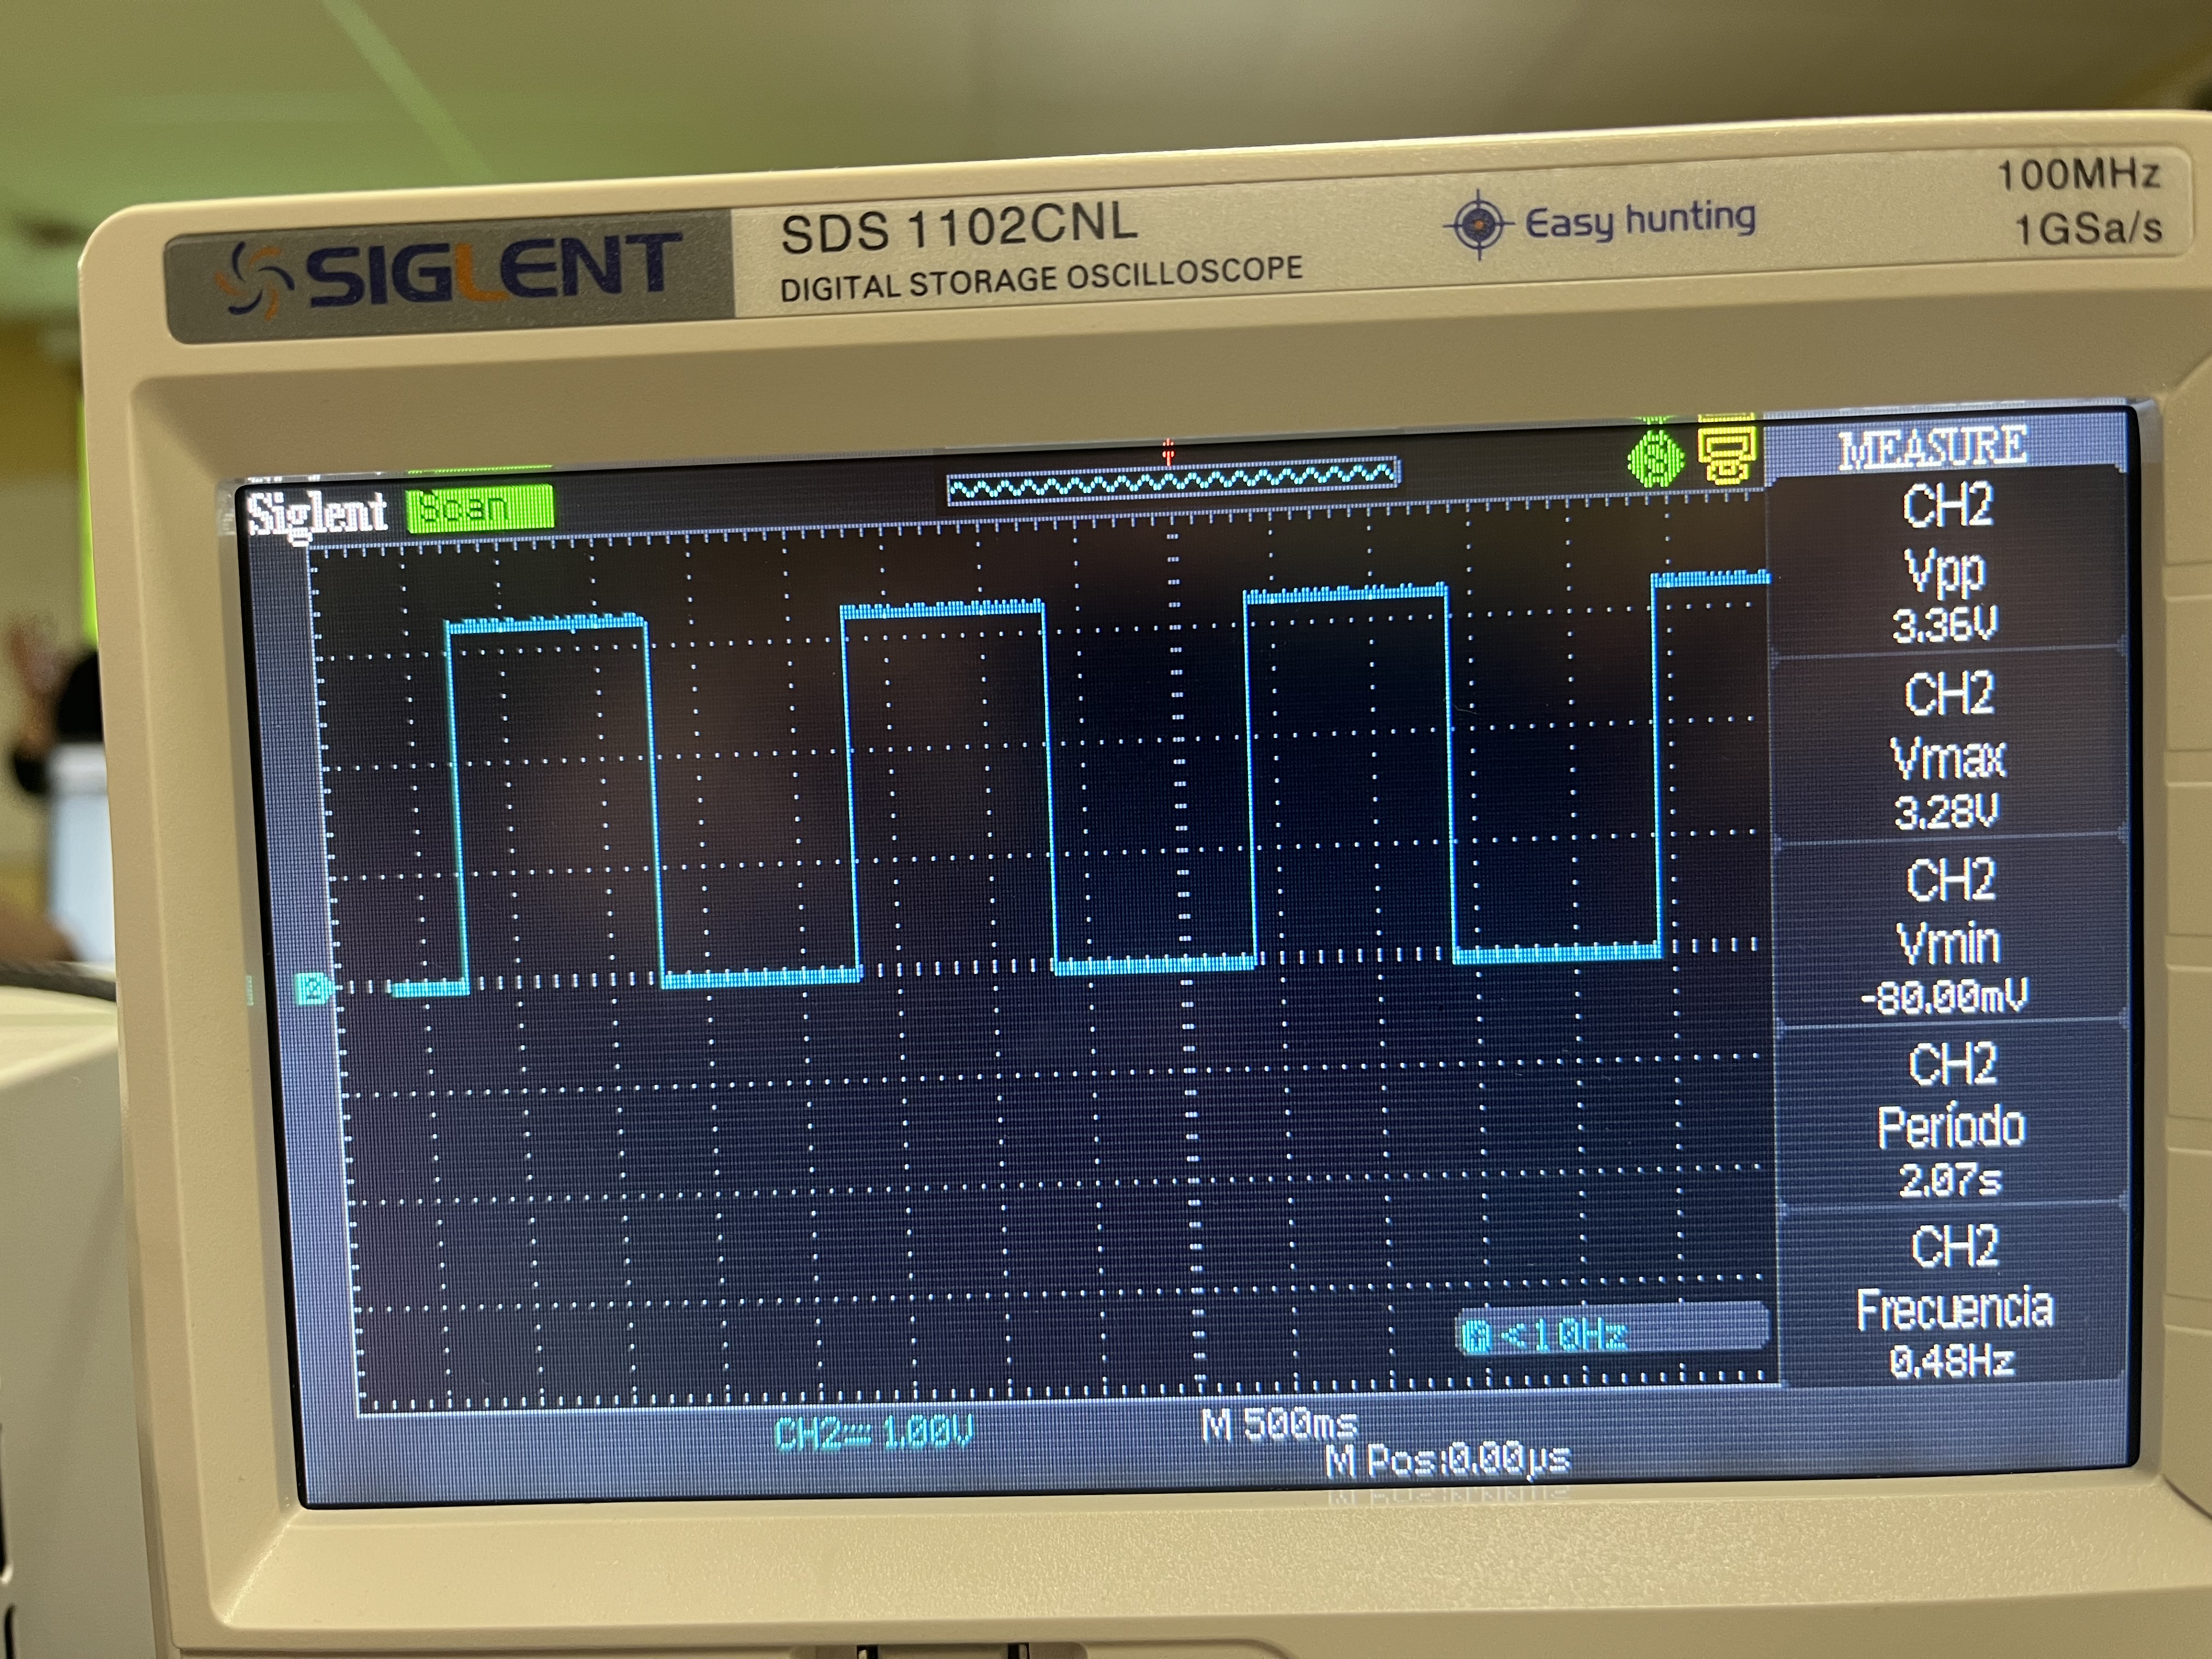 SIGLENT
SDS 1102CNL
DIGITAL STORAGE OSCILLOSCOPE
Easy hunting
100MHz
1GSa/s
Siglent
Scan
MEASURE
CH2
Vpp
3.36V
CH2
Vmax
3.28V
CH2
Vmin
-80.00mV
CH2
Período
2.07s
CH2
Frecuencia
0.48Hz
2
<10Hz
CH2 1.00V
M 500ms
M Pos:0.00µs